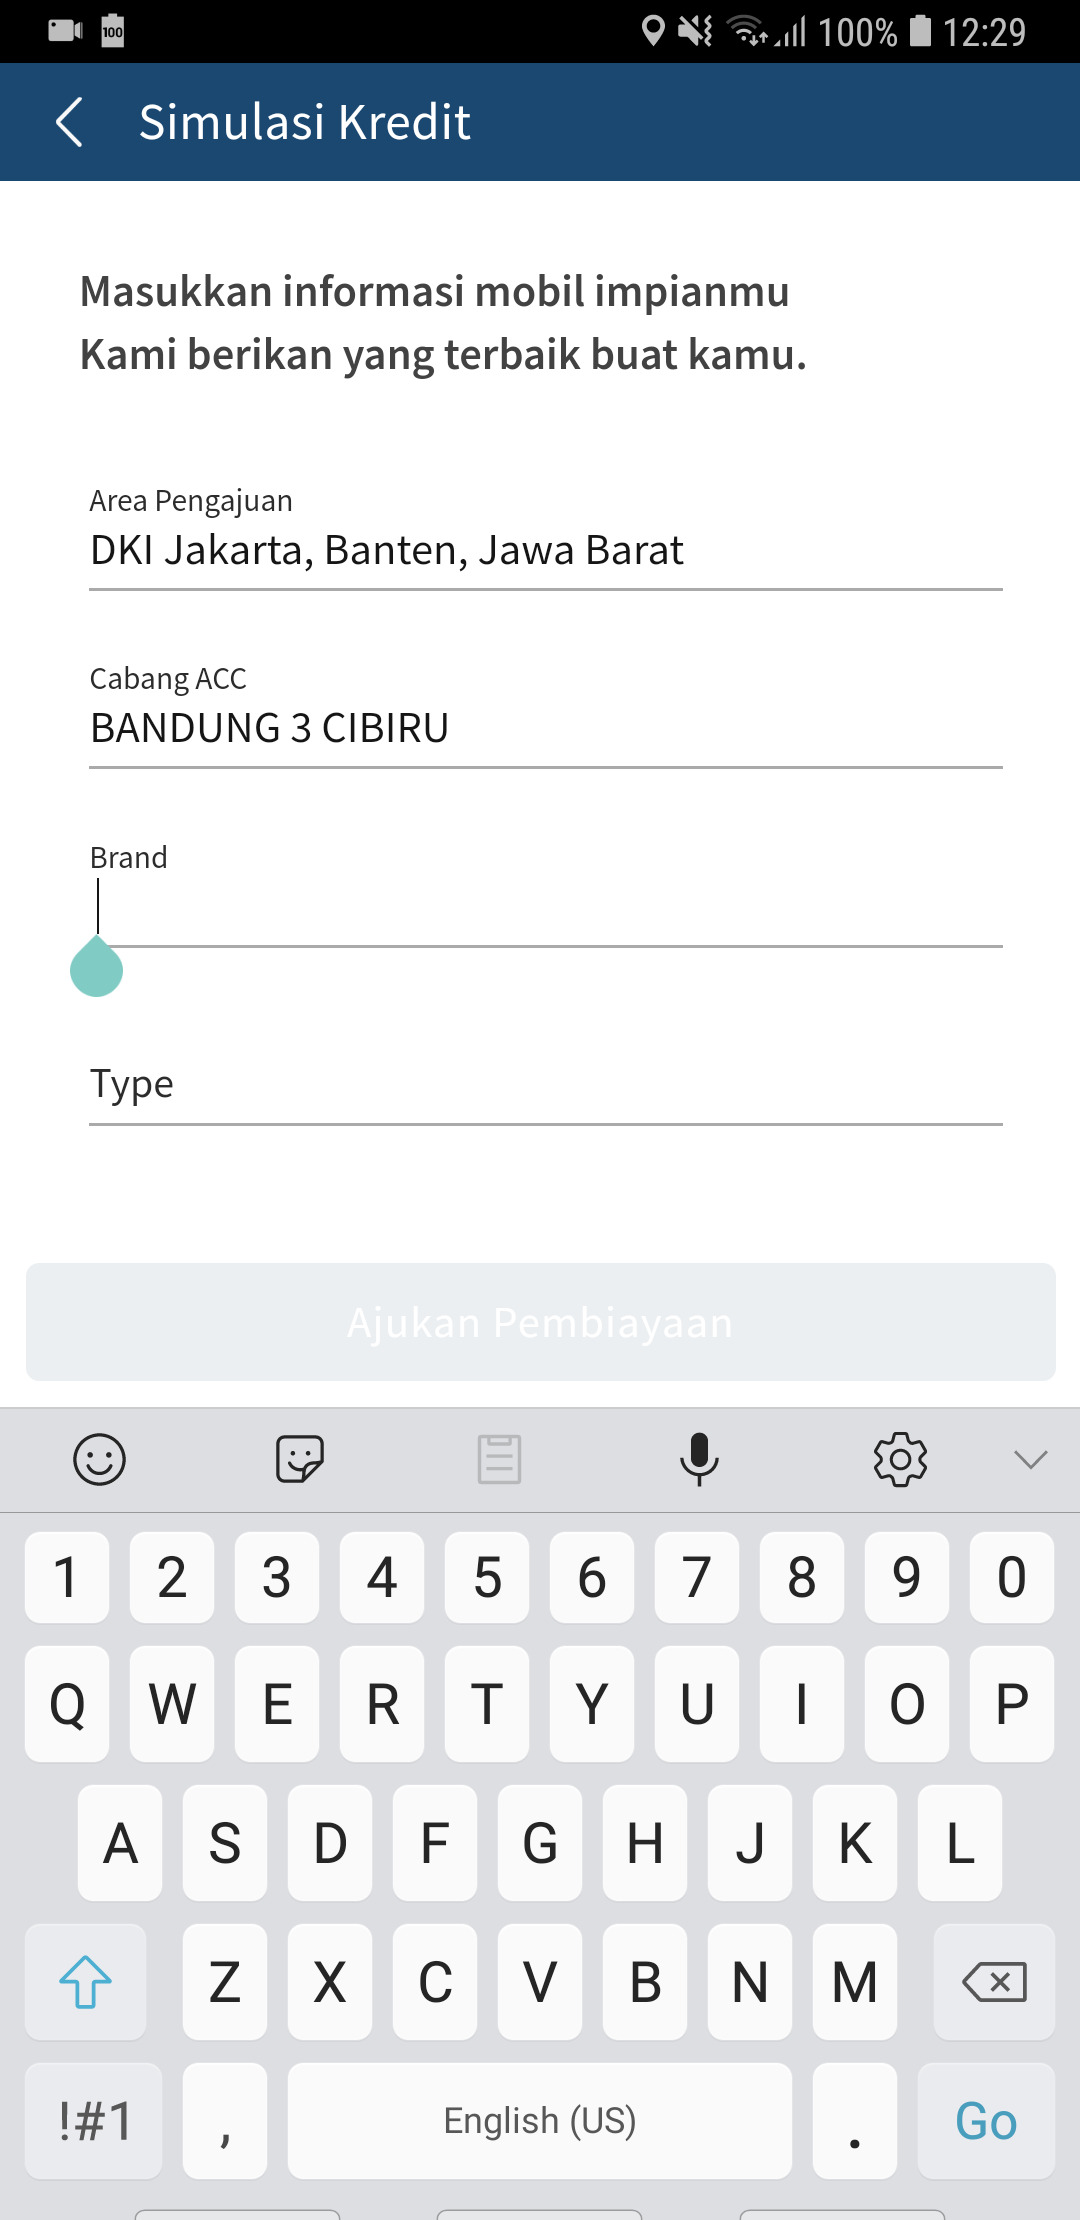 100 100% 12:29
Simulasi Kredit
Masukkan informasi mobil impianmu
Kami berikan yang terbaik buat kamu.
Area Pengajuan
DKI Jakarta, Banten, Jawa Barat
Cabang ACC
BANDUNG 3 CIBIRU
Brand
Type
Ajukan Pembiayaan
1 2 3 4 5 6 7 8 9 0
Q W E R T Y U I O P
A S D F G H J K L
Z X C V B N M
!#1 , English (US) . Go